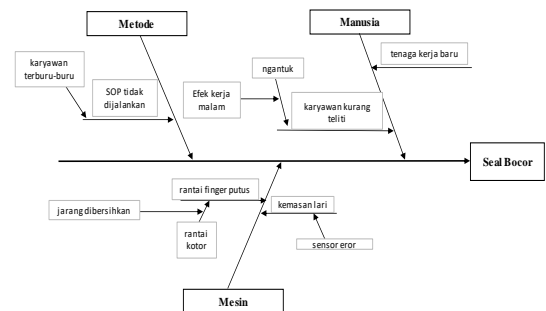 Metode
Manusia
karyawan
terburu-buru
SOP tidak
dijalankan
ngantuk
tenaga kerja baru
Efek kerja
malam
karyawan kurang
teliti
Seal Bocor
rantai finger putus
kemasan lari
jarang dibersihkan
rantai
kotor
sensor eror
Mesin